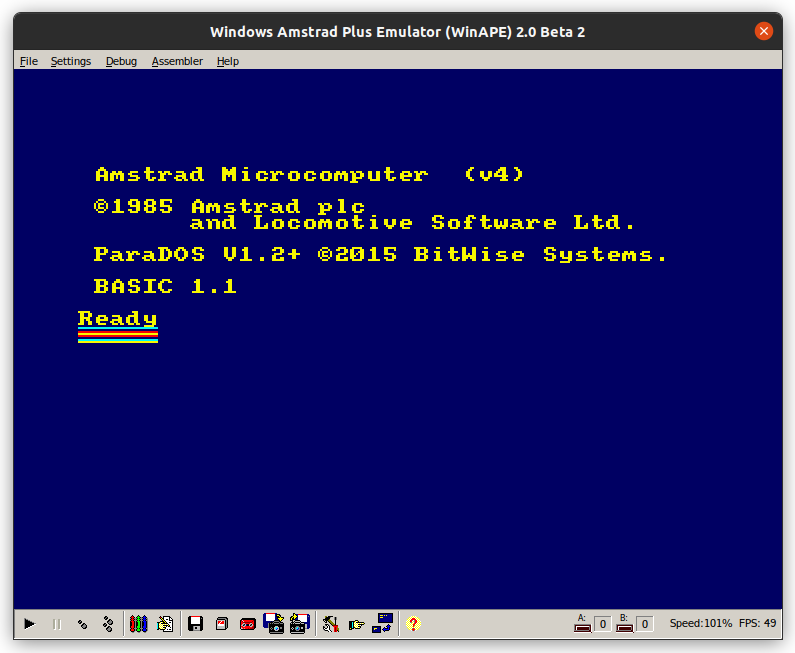 Windows Amstrad Plus Emulator (WinAPE) 2.0 Beta 2
File Settings Debug Assembler Help
Amstrad Microcomputer (v4)
©1985 Amstrad plc
and Locomotive Software Ltd.
ParaDOS V1.2+ ©2015 BitWise Systems.
BASIC 1.1
Ready
A: 0 B: 0 Speed:101% FPS: 49